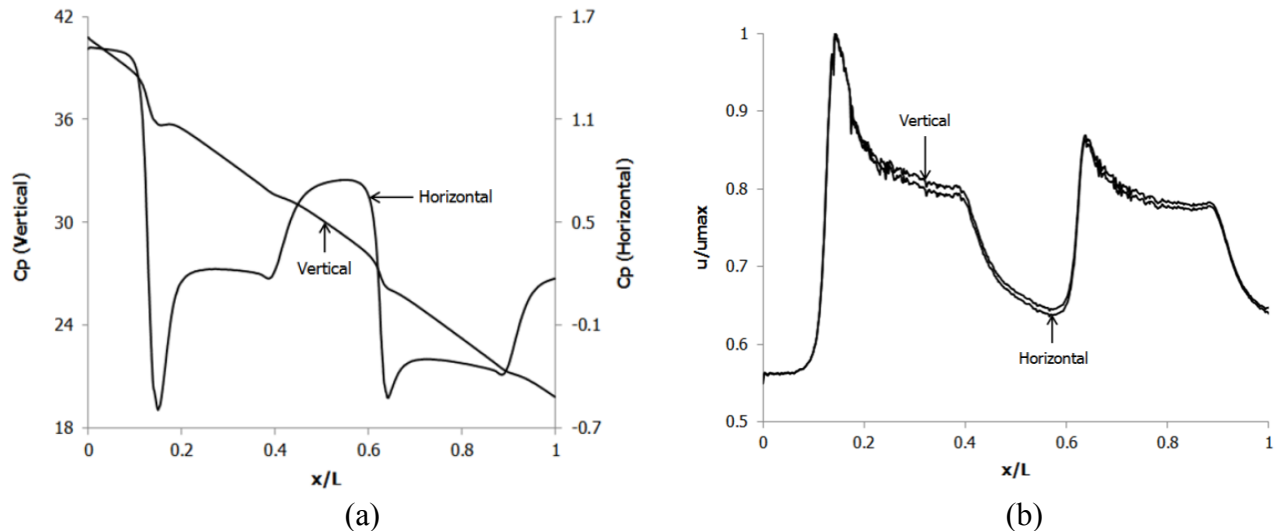 42
36
30
24
18
Cp (Vertical)
0
0.2
0.4
0.6
0.8
1
x/L
1.7
1.1
0.5
-0.1
-0.7
Cp (Horizontal)
Horizontal
Vertical
(a)
1
0.9
0.8
0.7
0.6
0.5
u/umax
0
0.2
0.4
0.6
0.8
1
x/L
Vertical
Horizontal
(b)